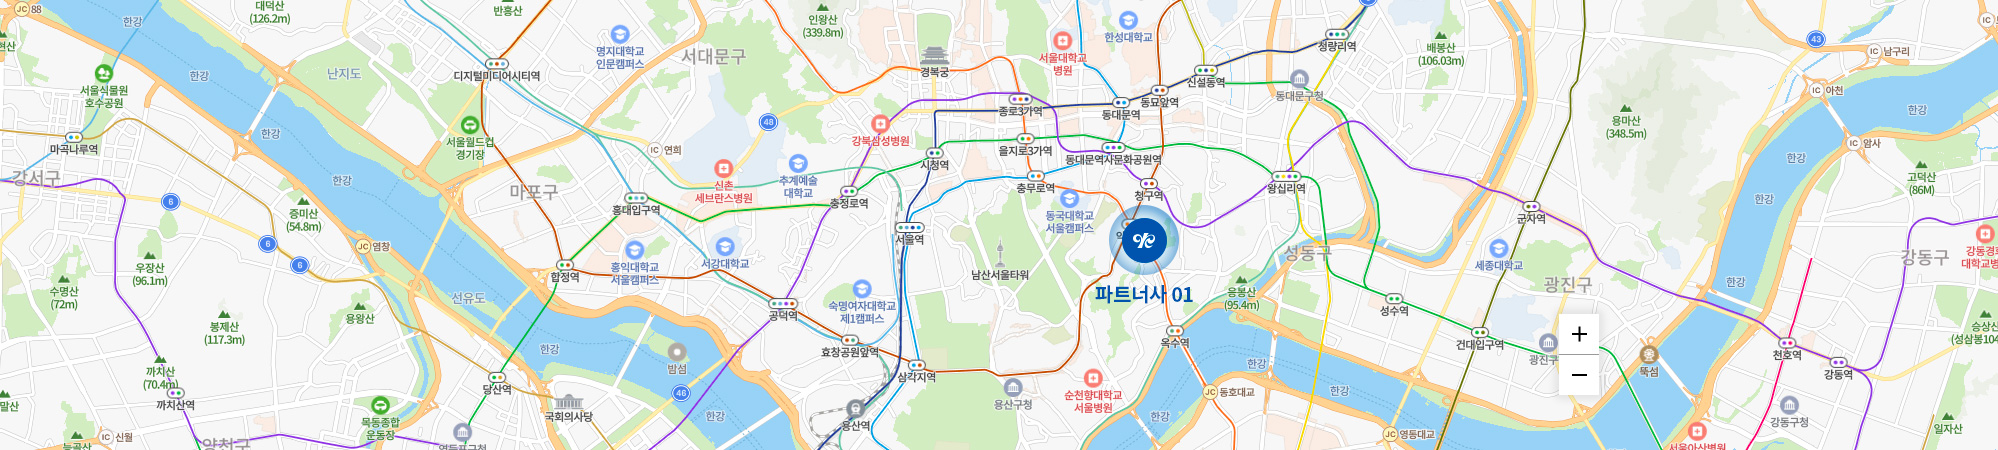 88
대덕산
(126.2m)
한강
반홍산
인왕산
(339.8m)
명지대학교
인문캠퍼스
서대문구
경복궁
서울대학교
병원
한성대학교
청량리역
배봉산
(106.03m)
43
IC 남구리
IC
디지털미디어시티역
난지도
한강
서울식물원
호수공원
신설동역
동대문구청
동묘앞역
IC 아천
용마산
(348.5m)
한강
종로3가역
동대문역
48
강북삼성병원
서울월드컵
경기장
한강
마곡나루역
IC 연희
시청역
을지로3가역
동대문역사문화공원역
한강
IC 암사
고덕산
(86M)
강서구
한강
마포구
신촌
세브란스병원
추계예술
대학교
충정로역
충무로역
청구역
왕십리역
6
증미산
(54.8m)
홍대입구역
동국대학교
서울캠퍼스
한강
군자역
6
JC 염창
서울역
성동구
세종대학교
강동구
강동경희
대학교병
우장산
(96.1m)
6
합정역
홍익대학교
서울캠퍼스
서강대학교
남산서울타워
수명산
(72m)
선유도
숙명여자대학교
제1캠퍼스
파트너사 01
응봉산
(95.4m)
광진구
한강
용왕산
공덕역
성수역
봉제산
(117.3m)
효창공원앞역
옥수역
건대입구역
광진구
승상산
(성삼봉104
한강
밤섬
뚝섬
천호역
까치산
(70.4m)
당산역
46
삼각지역
한강
강동역
까치산역
국회의사당
한강
용산역
용산구청
순천향대학교
서울병원
한강
JC 동호대교
한강
강동구청
목동종합
운동장
IC 신월
양천구
JC 영등대교
서울아산병원
일자산
+
−